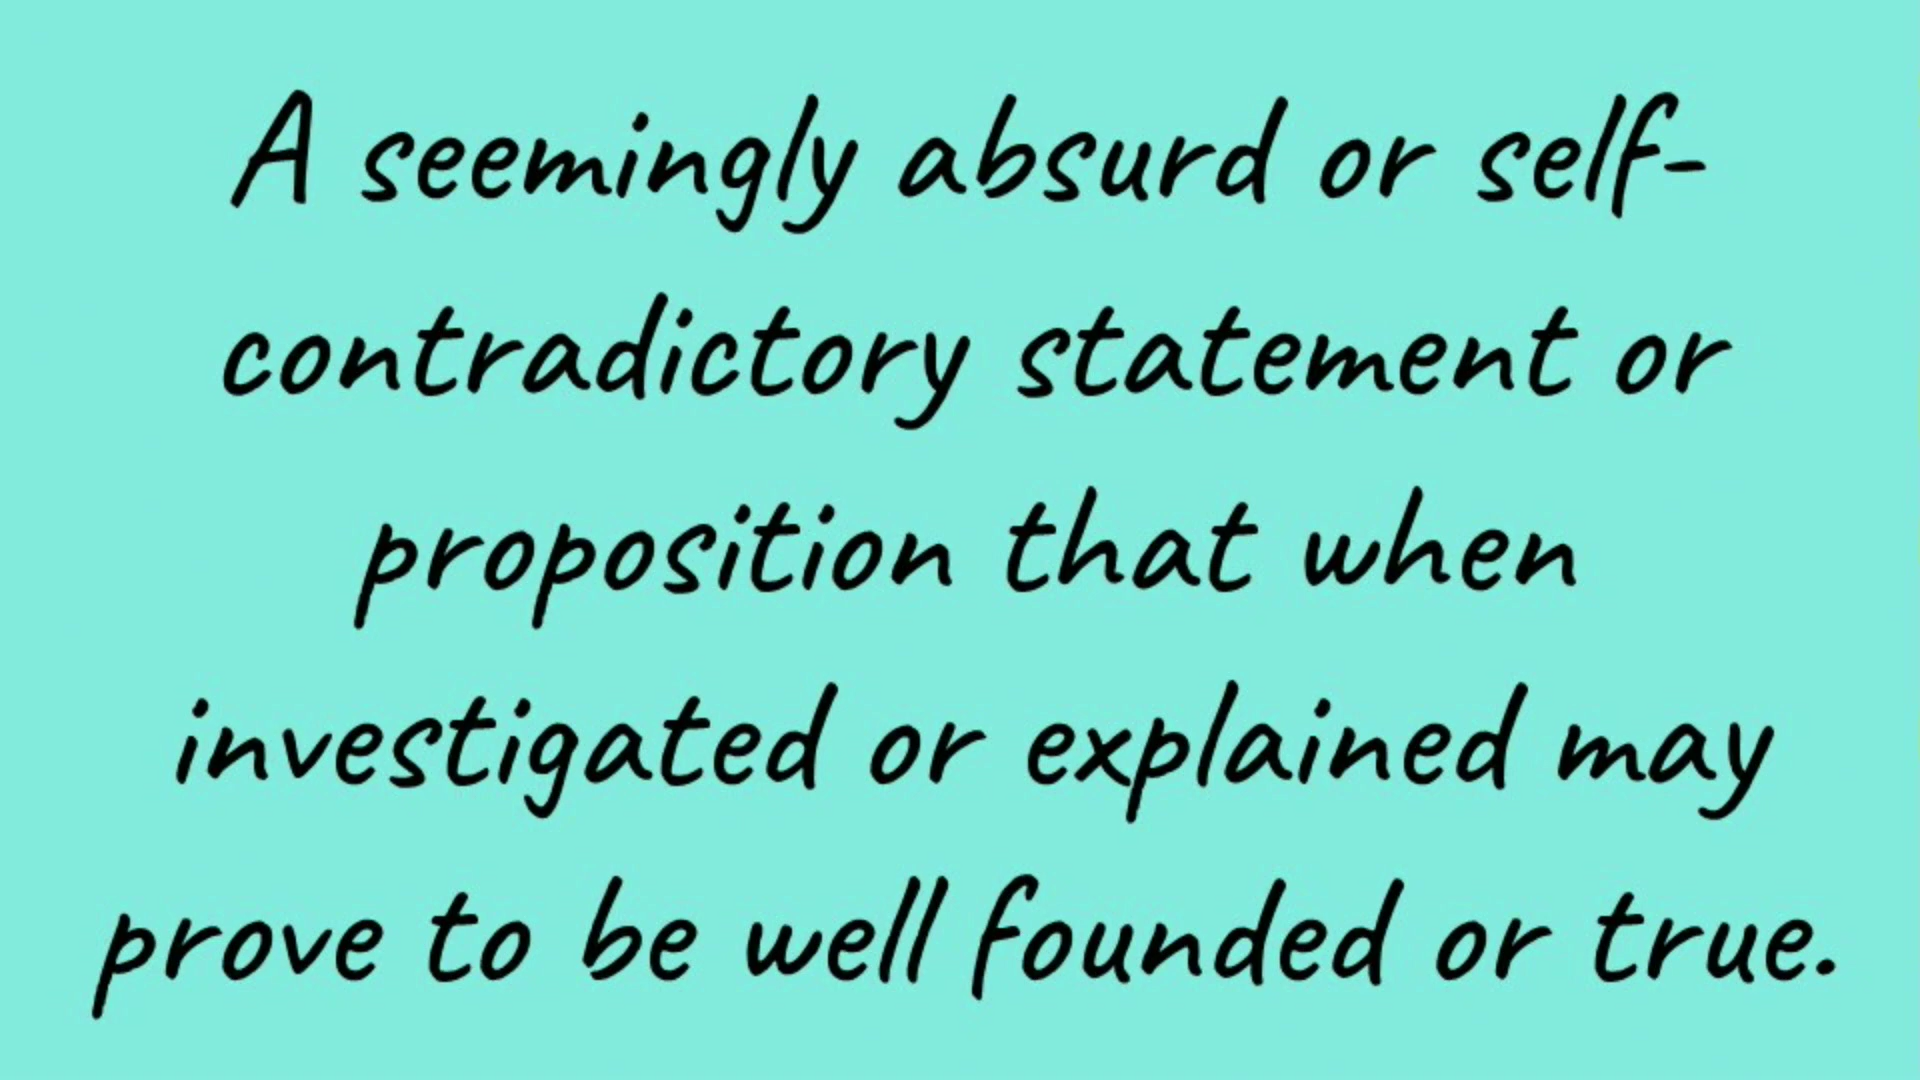 A seemingly absurd or self-
contradictory statement or
proposition that when
investigated or explained may
prove to be well founded or true.